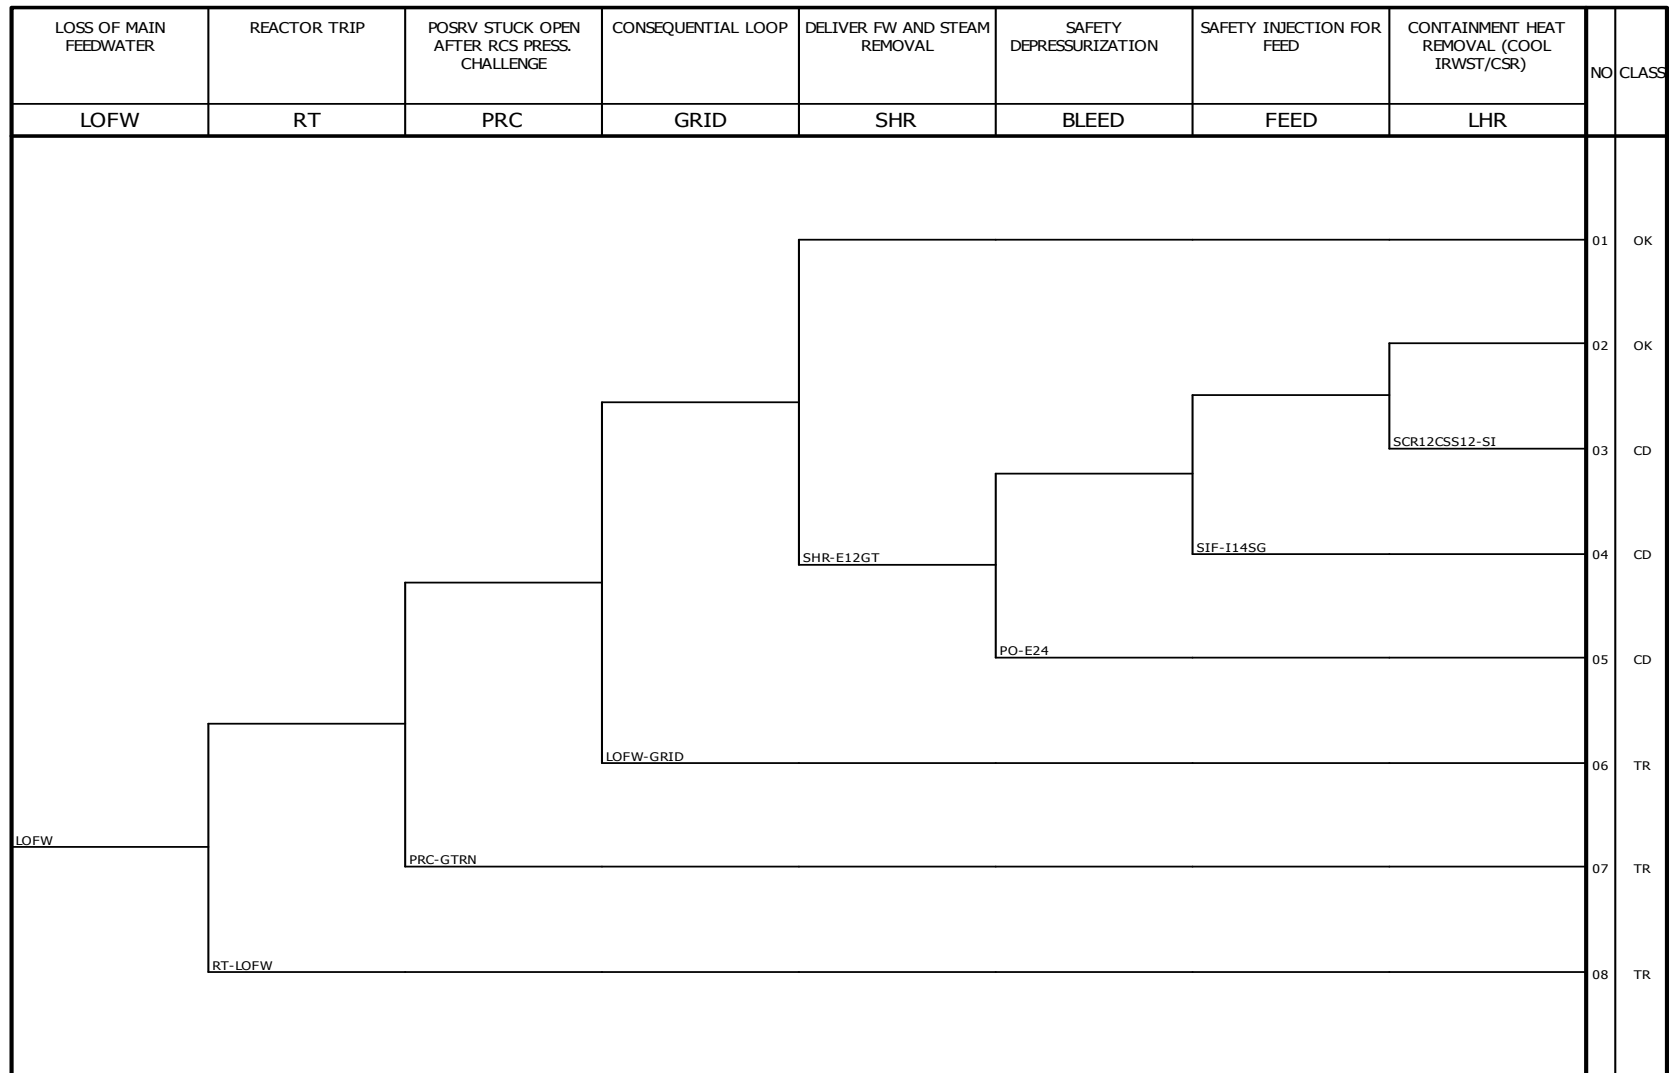 LOSS OF MAIN
FEEDWATER
REACTOR TRIP
POSRV STUCK OPEN
AFTER RCS PRESS.
CHALLENGE
CONSEQUENTIAL LOOP
DELIVER FW AND STEAM
REMOVAL
SAFETY
DEPRESSURIZATION
SAFETY INJECTION FOR
FEED
CONTAINMENT HEAT
REMOVAL (COOL
IRWST/CSR)
NO
CLASS
LOFW
RT
PRC
GRID
SHR
BLEED
FEED
LHR
01
OK
02
OK
SCR12CSS12-SI
03
CD
SIF-I14SG
04
CD
SHR-E12GT
PO-E24
05
CD
LOFW-GRID
06
TR
LOFW
PRC-GTRN
07
TR
RT-LOFW
08
TR